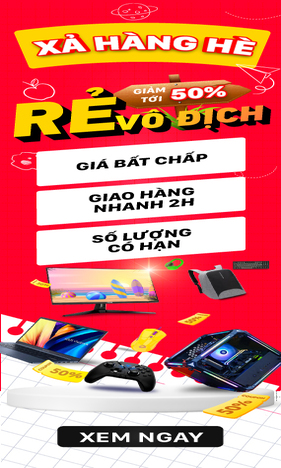 XẢ HÀNG HÈ
GIẢM
TỚI 50%
RẺ VÔ ĐỊCH
GIÁ BẤT CHẤP
GIAO HÀNG
NHANH 2H
SỐ LƯỢNG
CÓ HẠN
50%
50%
XEM NGAY